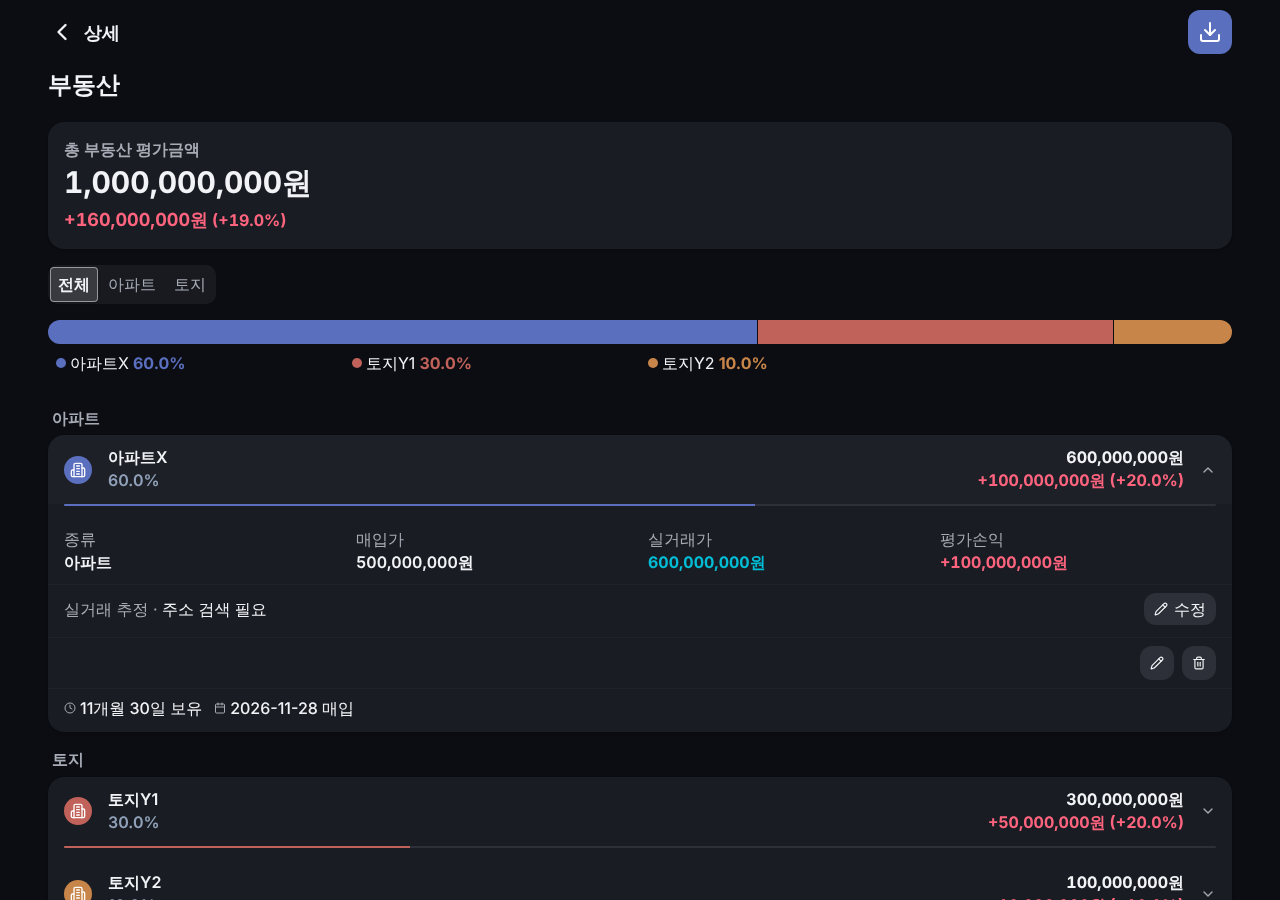 상세
부동산
총 부동산 평가금액
1,000,000,000원
+160,000,000원 (+19.0%)
전체 아파트 토지
아파트X 60.0% 토지Y1 30.0% 토지Y2 10.0%
아파트
아파트X 600,000,000원
60.0% +100,000,000원 (+20.0%)
종류 매입가 실거래가 평가손익
아파트 500,000,000원 600,000,000원 +100,000,000원
실거래 추정 · 주소 검색 필요 수정
11개월 30일 보유 2026-11-28 매입
토지
토지Y1 300,000,000원
30.0% +50,000,000원 (+20.0%)
토지Y2 100,000,000원